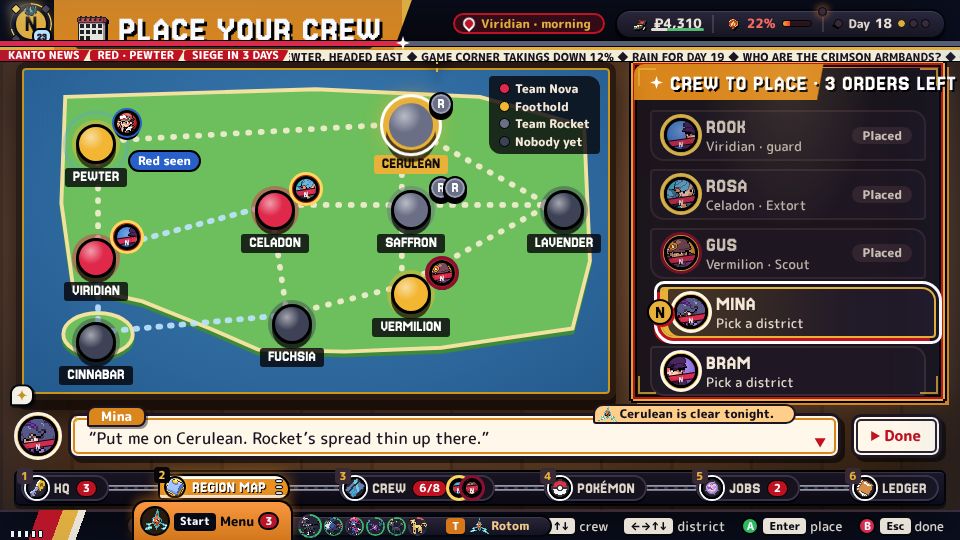 PLACE YOUR CREW
Viridian · morning
₽4,310
22%
Day 18
KANTO NEWS
RED · PEWTER
SIEGE IN 3 DAYS
WTER, HEADED EAST ◆ GAME CORNER TAKINGS DOWN 12% ◆ RAIN FOR DAY 19 ◆ WHO ARE THE CRIMSON ARMBANDS? ◆
Team Nova
Foothold
Team Rocket
Nobody yet
R
CERULEAN
PEWTER
Red seen
R R
CELADON
SAFFRON
LAVENDER
VIRIDIAN
VERMILION
FUCHSIA
CINNABAR
CREW TO PLACE · 3 ORDERS LEFT
ROOK
Viridian · guard
Placed
ROSA
Celadon · Extort
Placed
GUS
Vermilion · Scout
Placed
N
MINA
Pick a district
BRAM
Pick a district
Mina
Cerulean is clear tonight.
“Put me on Cerulean. Rocket’s spread thin up there.”
Done
1 HQ 3
2 REGION MAP
3 CREW 6/8
4 POKÉMON
5 JOBS 2
6 LEDGER
Start Menu 3
T Rotom
↑↓ crew
←→↑↓ district
A Enter place
B Esc done